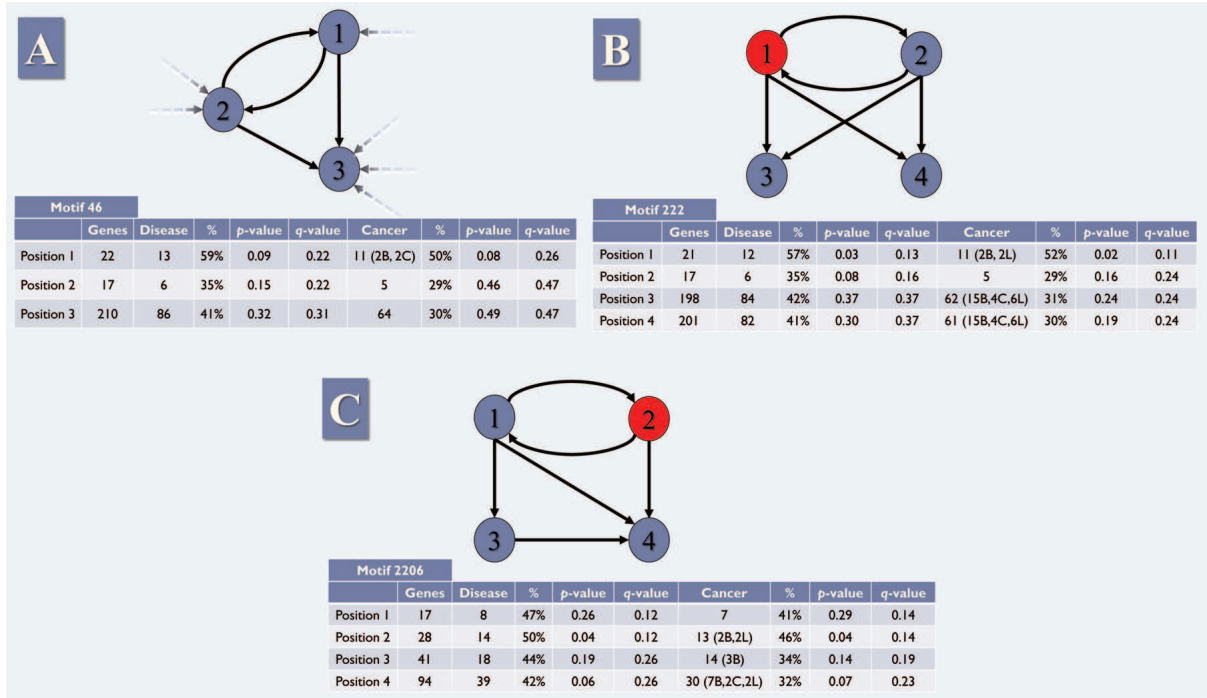 A
1
2
3
Motif 46
Genes Disease % p-value q-value Cancer % p-value q-value
Position 1 22 13 59% 0.09 0.22 11 (2B, 2C) 50% 0.08 0.26
Position 2 17 6 35% 0.15 0.22 5 29% 0.46 0.47
Position 3 210 86 41% 0.32 0.31 64 30% 0.49 0.47
B
1 2
3 4
Motif 222
Genes Disease % p-value q-value Cancer % p-value q-value
Position 1 21 12 57% 0.03 0.13 11 (2B, 2L) 52% 0.02 0.11
Position 2 17 6 35% 0.08 0.16 5 29% 0.16 0.24
Position 3 198 84 42% 0.37 0.37 62 (15B,4C,6L) 31% 0.24 0.24
Position 4 201 82 41% 0.30 0.37 61 (15B,4C,6L) 30% 0.19 0.24
C
1 2
3 4
Motif 2206
Genes Disease % p-value q-value Cancer % p-value q-value
Position 1 17 8 47% 0.26 0.12 7 41% 0.29 0.14
Position 2 28 14 50% 0.04 0.12 13 (2B,2L) 46% 0.04 0.14
Position 3 41 18 44% 0.19 0.26 14 (3B) 34% 0.14 0.19
Position 4 94 39 42% 0.06 0.26 30 (7B,2C,2L) 32% 0.07 0.23